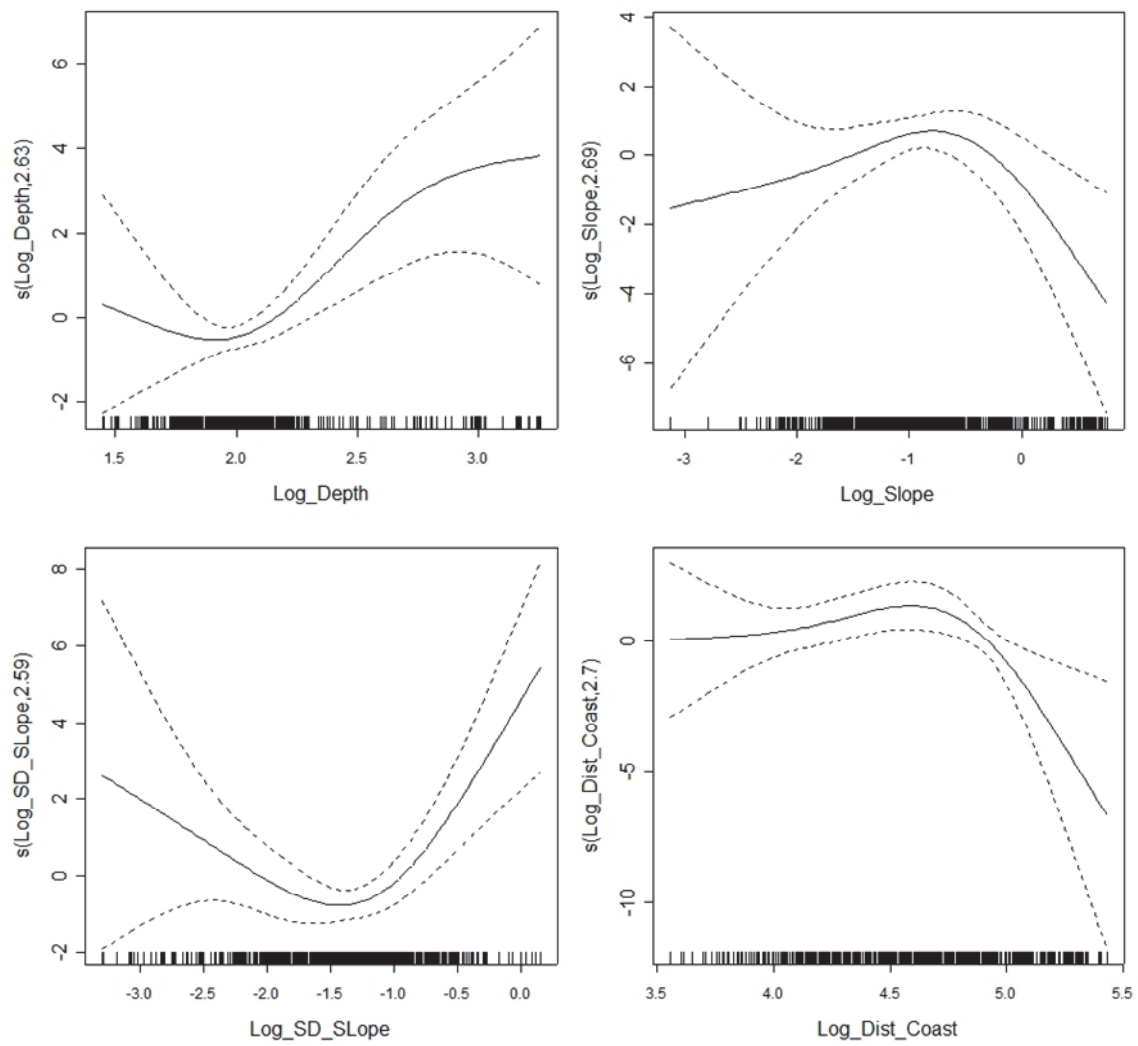 s(Log_Depth,2.63)
6
4
2
0
-2
1.5 2.0 2.5 3.0
Log_Depth
s(Log_Slope,2.69)
4
2
0
-2
-4
-6
-3 -2 -1 0
Log_Slope
s(Log_SD_SLope,2.59)
8
6
4
2
0
-2
-3.0 -2.5 -2.0 -1.5 -1.0 -0.5 0.0
Log_SD_SLope
s(Log_Dist_Coast,2.7)
0
-5
-10
3.5 4.0 4.5 5.0 5.5
Log_Dist_Coast